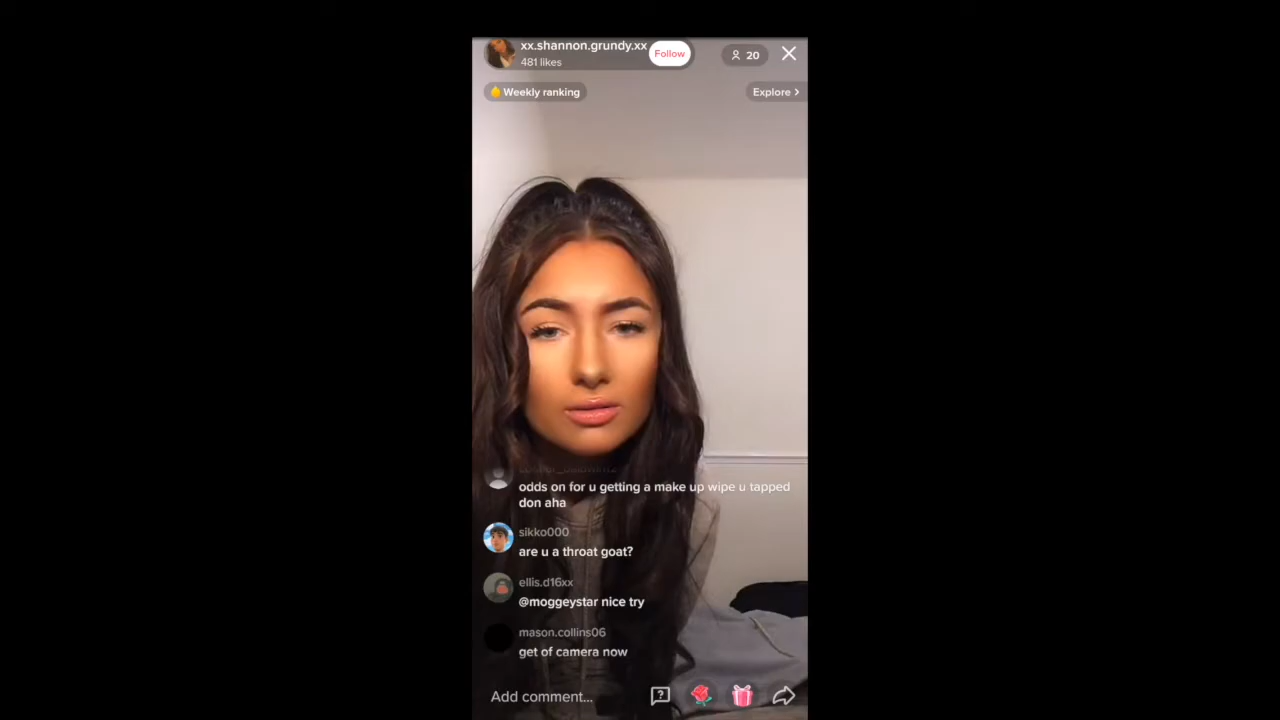 xx.shannon.grundy.xx
Follow
20
481 likes
Weekly ranking
Explore >
odds on for u getting a make up wipe u tapped
don aha
sikko000
are u a throat goat?
ellis.d16xx
@moggeystar nice try
mason.collins06
get of camera now
Add comment...
?